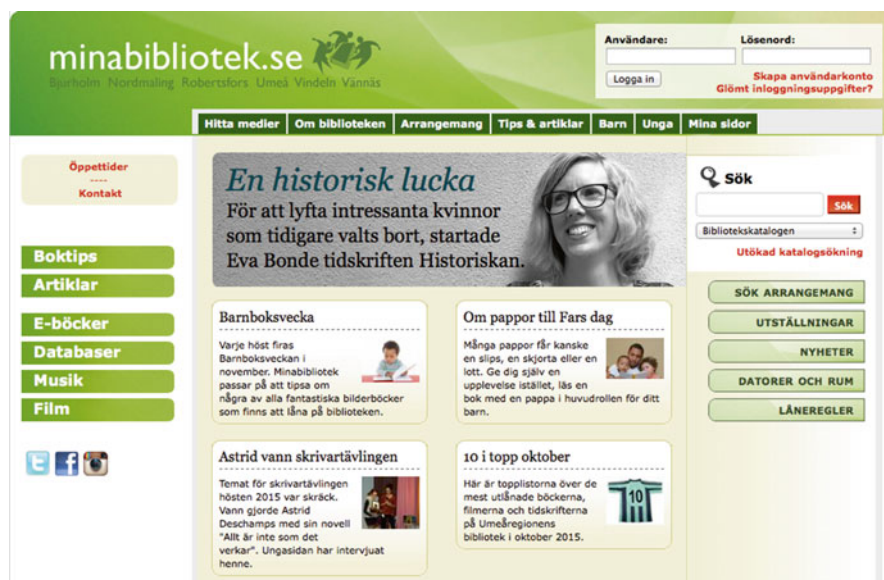 minabibliotek.se
Bjurholm Nordmaling Robertsfors Umeå Vindeln Vännäs
Användare:
Lösenord:
Logga in
Skapa användarkonto
Glömt inloggningsuppgifter?
Hitta medier
Om biblioteken
Arrangemang
Tips & artiklar
Barn
Unga
Mina sidor
Öppettider
----
Kontakt
Boktips
Artiklar
E-böcker
Databaser
Musik
Film
En historisk lucka
För att lyfta intressanta kvinnor
som tidigare valts bort, startade
Eva Bonde tidskriften Historiskan.
Barnboksvecka
Varje höst firas
Barnboksveckan i
november. Minabibliotek
passar på att tipsa om
några av alla fantastiska bilderböcker
som finns att låna på biblioteken.
Om pappor till Fars dag
Många pappor får kanske
en slips, en skjorta eller en
lott. Ge dig själv en
upplevelse istället, läs en
bok med en pappa i huvudrollen för ditt
barn.
Astrid vann skrivartävlingen
Temat för skrivartävlingen
hösten 2015 var skräck.
Vann gjorde Astrid
Deschamps med sin novell
"Allt är inte som det
verkar". Ungasidan har intervjuat
henne.
10 i topp oktober
Här är topplistorna över de
mest utlånade böckerna,
filmerna och tidskrifterna
på Umeåregionens
bibliotek i oktober 2015.
10
Sök
Sök
Bibliotekskatalogen
Utökad katalogsökning
SÖK ARRANGEMANG
UTSTÄLLNINGAR
NYHETER
DATORER OCH RUM
LÅNEREGLER